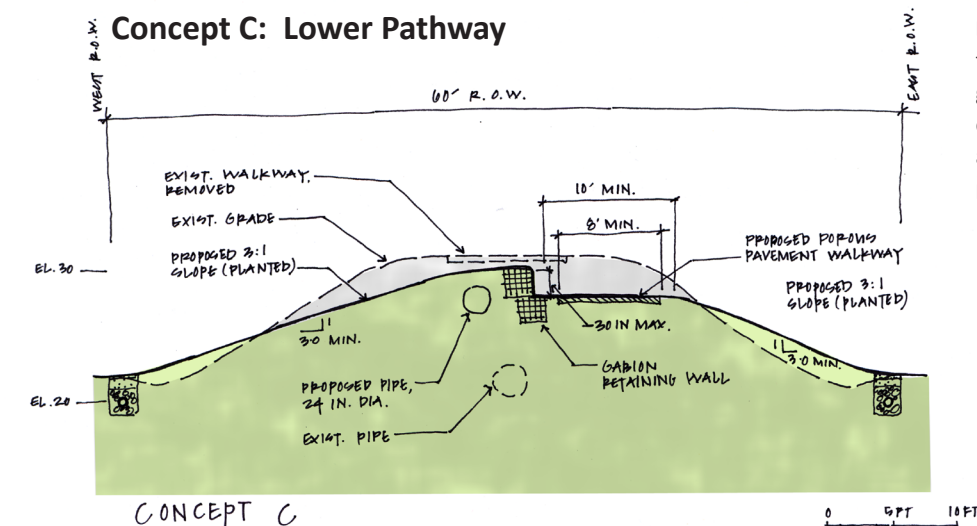 Concept C: Lower Pathway
WEST R.O.W.
EAST R.O.W.
60' R.O.W.
EXIST. WALKWAY,
REMOVED
EXIST. GRADE
PROPOSED 3:1
SLOPE (PLANTED)
10' MIN.
8' MIN.
PROPOSED POROUS
PAVEMENT WALKWAY
PROPOSED 3:1
SLOPE (PLANTED)
EL.30
1
3.0 MIN.
30 IN MAX.
1
3.0 MIN.
GABION
RETAINING WALL
PROPOSED PIPE,
24 IN. DIA.
EL.20
EXIST. PIPE
CONCEPT C
0 5FT 10FT